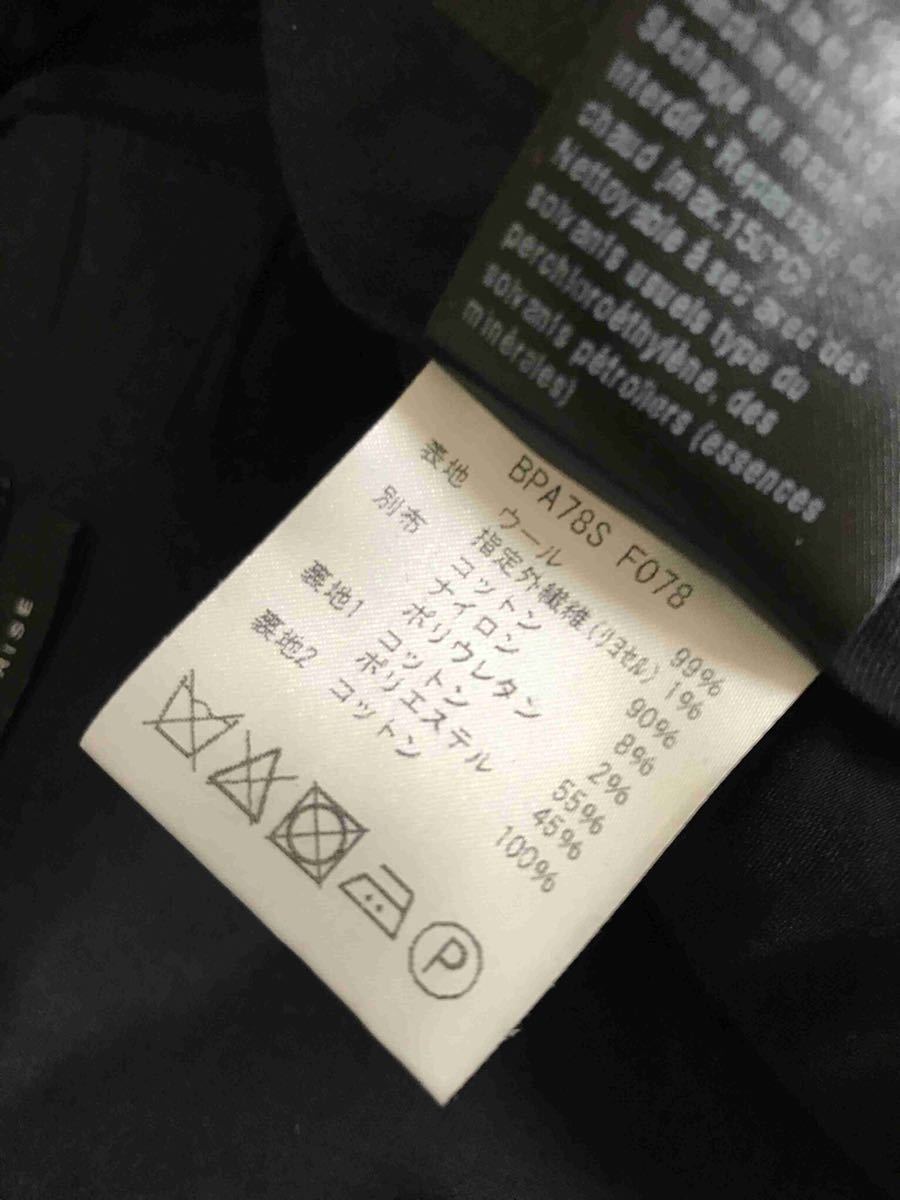 Séchage en machine
interdit - Repassage
chaud (max.150°C)
Nettoyable à sec avec des
solvants usuels type du
perchloroéthylène, des
solvants pétroliers (essences
minérales)
BPA78S F078
表地 ウール 99%
指定外繊維(リヨセル) 1%
別布 コットン 90%
ナイロン 8%
ポリウレタン 2%
裏地1 コットン 55%
ポリエステル 45%
裏地2 コットン 100%
P
AISE